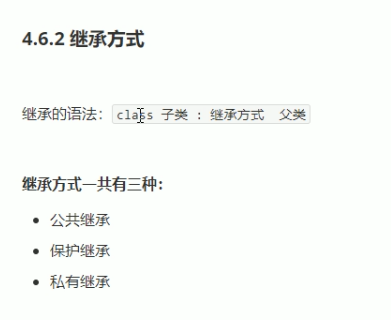 4.6.2 继承方式
继承的语法：class 子类 : 继承方式  父类
继承方式一共有三种：
公共继承
保护继承
私有继承